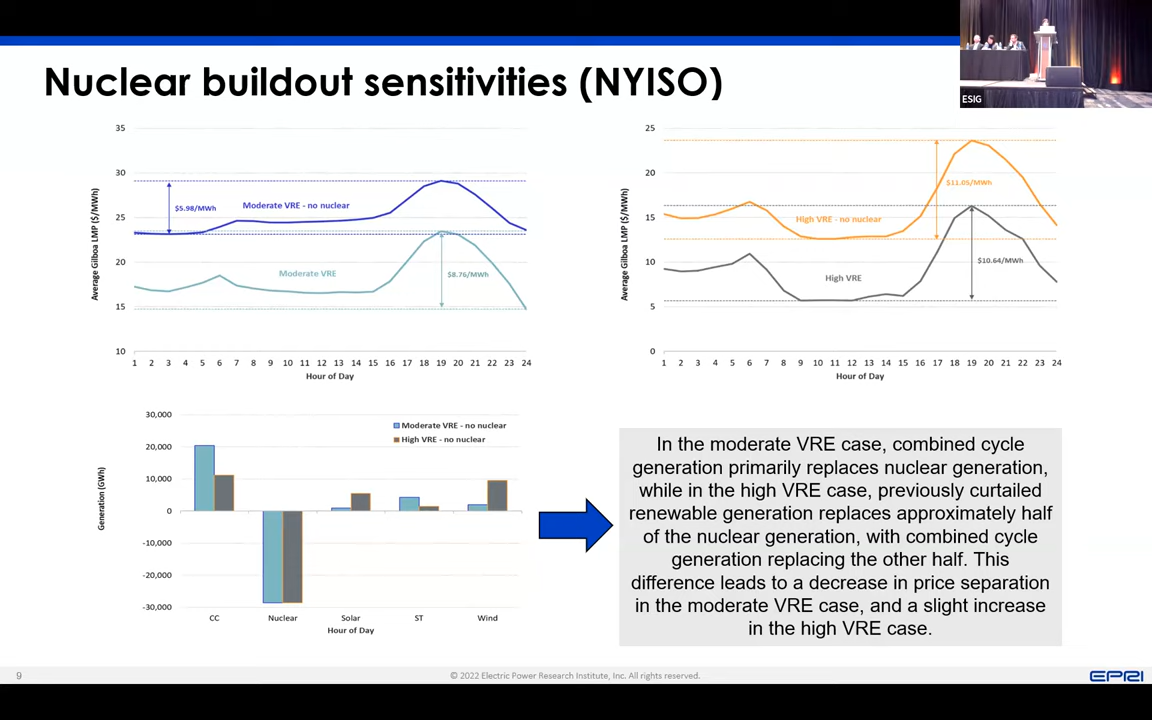 Nuclear buildout sensitivities (NYISO)
ESIG
35
30
25
20
15
10
Average Gilboa LMP ($/MWh)
$5.98/MWh
Moderate VRE - no nuclear
Moderate VRE
$8.76/MWh
1 2 3 4 5 6 7 8 9 10 11 12 13 14 15 16 17 18 19 20 21 22 23 24
Hour of Day
25
20
15
10
5
0
Average Gilboa LMP ($/MWh)
$11.05/MWh
High VRE - no nuclear
High VRE
$10.64/MWh
1 2 3 4 5 6 7 8 9 10 11 12 13 14 15 16 17 18 19 20 21 22 23 24
Hour of Day
30,000
20,000
10,000
0
-10,000
-20,000
-30,000
Generation (GWh)
Moderate VRE - no nuclear
High VRE - no nuclear
CC Nuclear Solar ST Wind
Hour of Day
In the moderate VRE case, combined cycle
generation primarily replaces nuclear generation,
while in the high VRE case, previously curtailed
renewable generation replaces approximately half
of the nuclear generation, with combined cycle
generation replacing the other half. This
difference leads to a decrease in price separation
in the moderate VRE case, and a slight increase
in the high VRE case.
9
© 2022 Electric Power Research Institute, Inc. All rights reserved.
EPRI